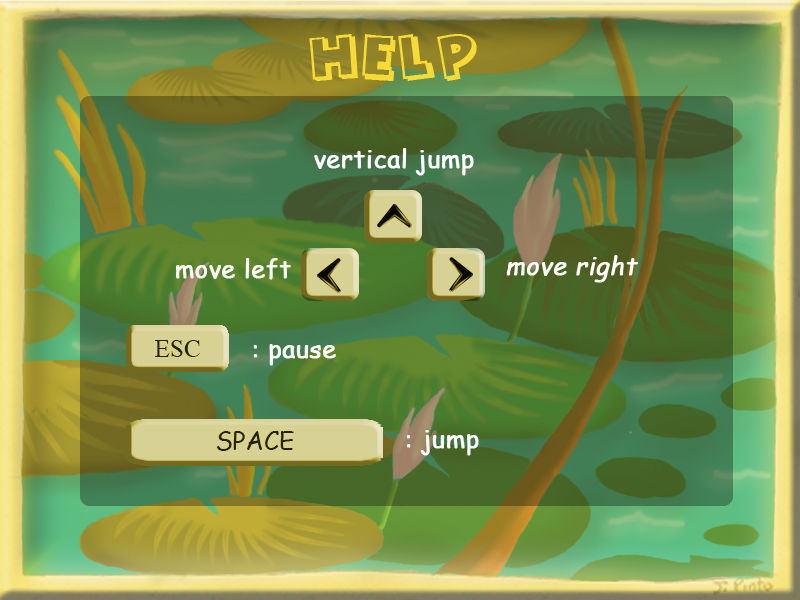 HELP
vertical jump
move left
move right
ESC : pause
SPACE : jump